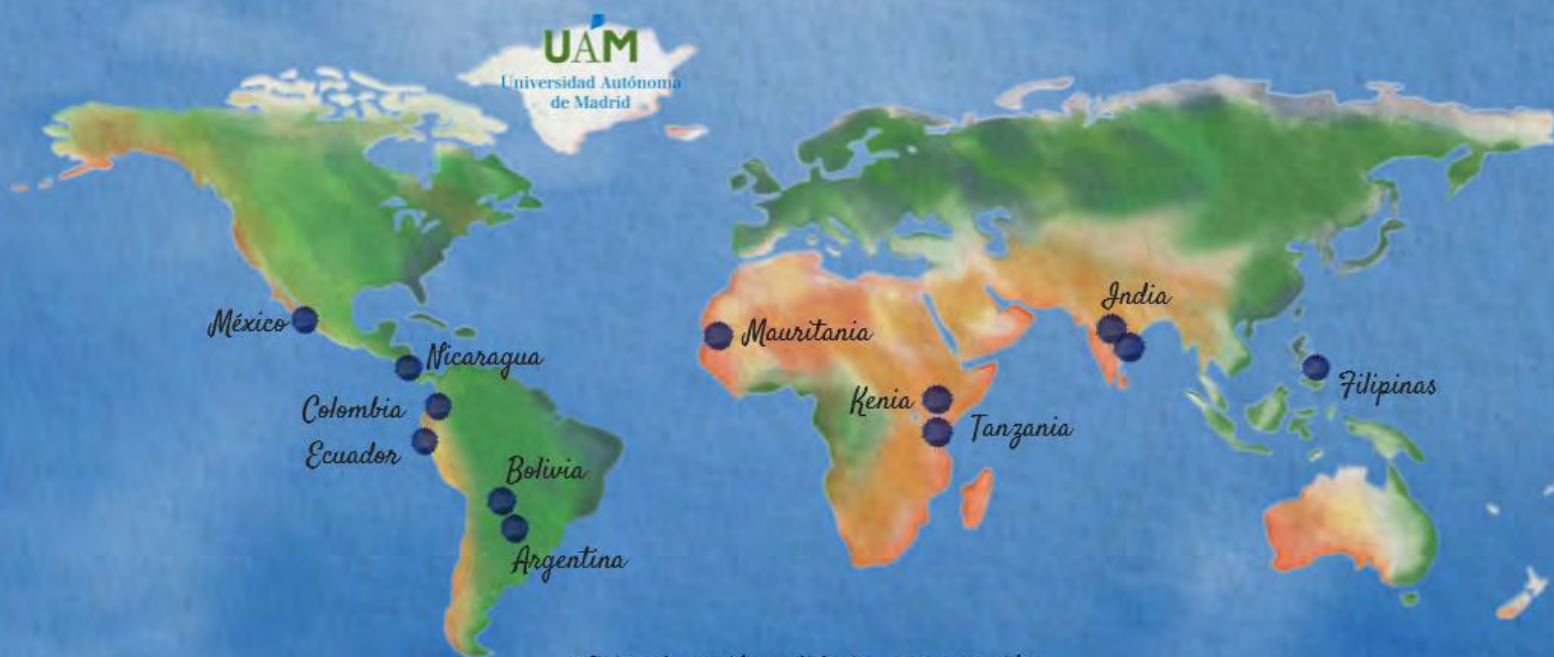 UAM
Universidad Autónoma
de Madrid
India
México
Mauritania
Nicaragua
Filipinas
Kenia
Colombia
Tanzania
Ecuador
Bolivia
Argentina